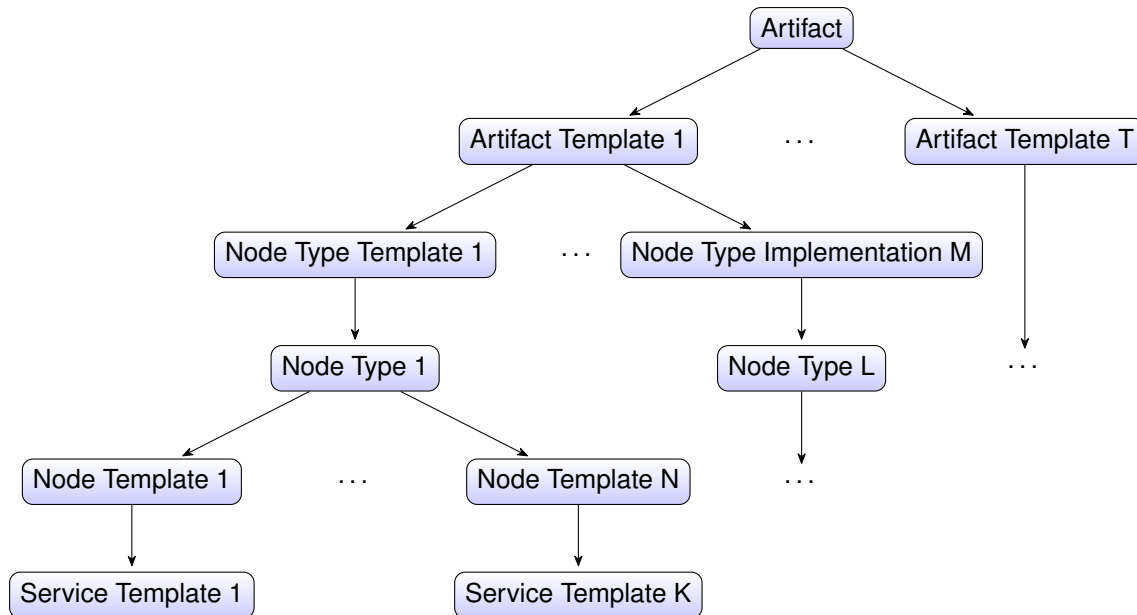 Artifact
Artifact Template 1
. . .
Artifact Template T
Node Type Template 1
. . .
Node Type Implementation M
Node Type 1
Node Type L
. . .
Node Template 1
. . .
Node Template N
. . .
Service Template 1
Service Template K